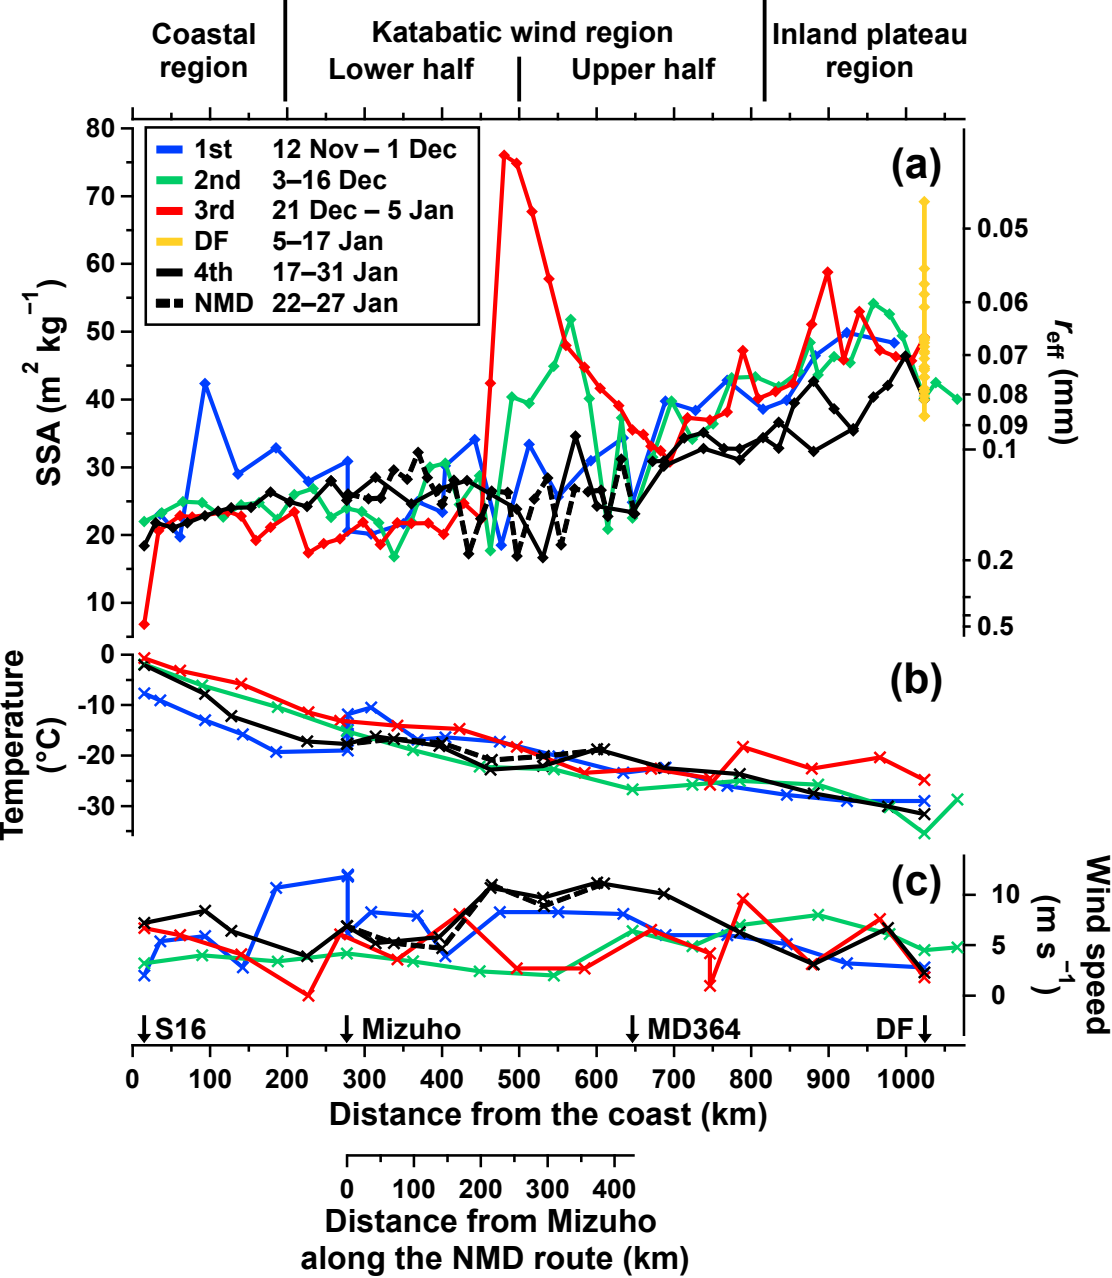 Coastal region
Katabatic wind region
Lower half
Upper half
Inland plateau region
(a)
1st 12 Nov – 1 Dec
2nd 3–16 Dec
3rd 21 Dec – 5 Jan
DF 5–17 Jan
4th 17–31 Jan
NMD 22–27 Jan
SSA (m² kg⁻¹)
80
70
60
50
40
30
20
10
r_eff (mm)
0.05
0.06
0.07
0.08
0.09
0.1
0.2
0.5
(b)
Temperature (°C)
0
-10
-20
-30
(c)
Wind speed (m s⁻¹)
10
5
0
S16
Mizuho
MD364
DF
0 100 200 300 400 500 600 700 800 900 1000
Distance from the coast (km)
0 100 200 300 400
Distance from Mizuho
along the NMD route (km)